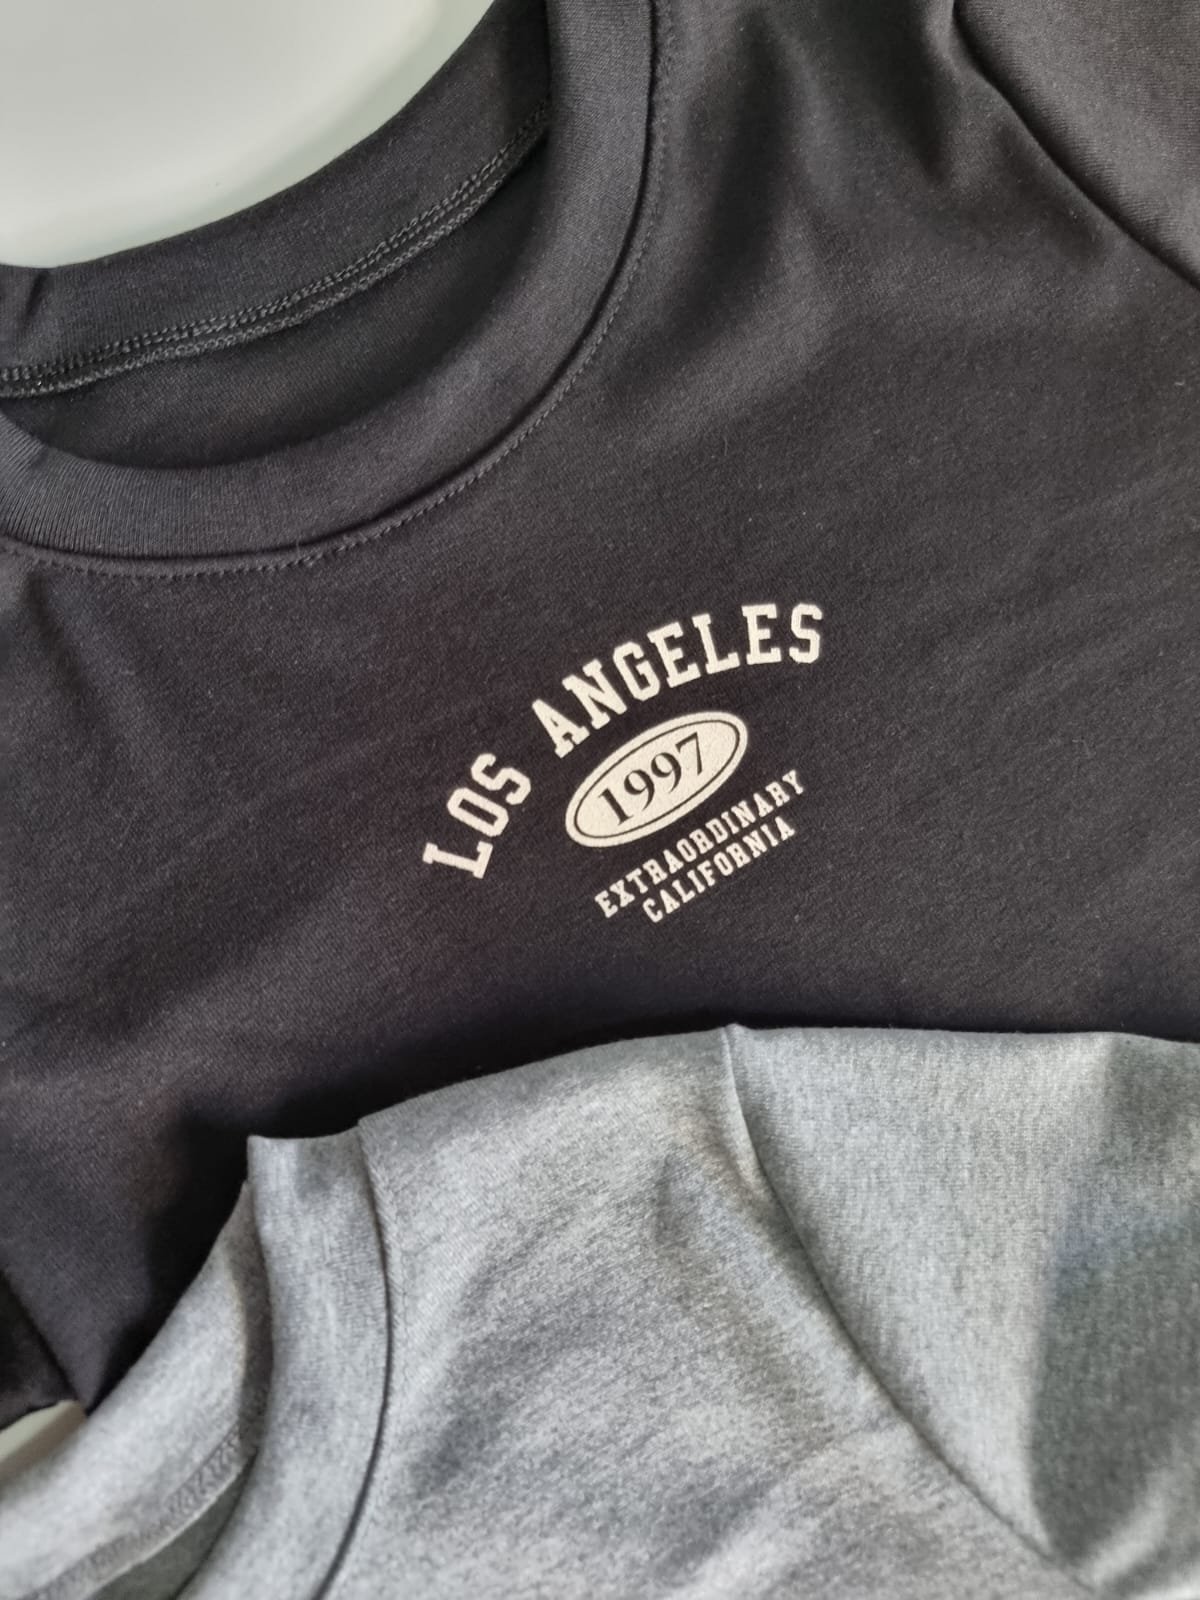 LOS ANGELES
1997
EXTRAORDINARY
CALIFORNIA